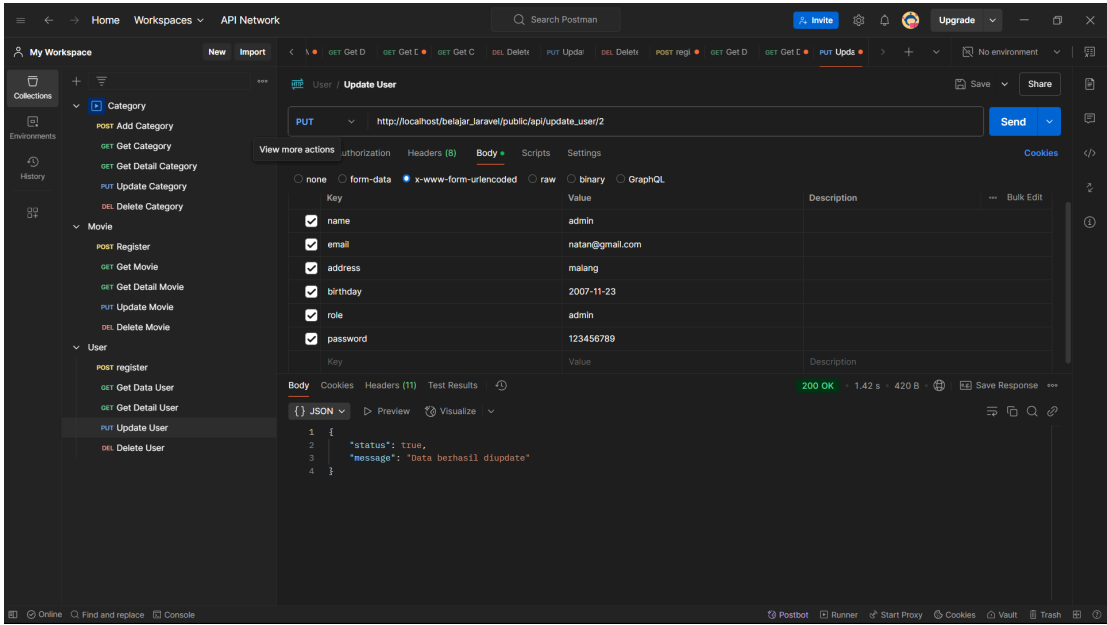 Home Workspaces API Network Search Postman Invite Upgrade
My Workspace New Import GET Get D GET Get C DEL Delete PUT DEL Delete POST regi GET Get D PUT Upda No environment
Collections
Environments
History
Category
POST Add Category
GET Get Category
GET Get Detail Category
PUT Update Category
DEL Delete Category
Movie
POST Register
GET Get Movie
GET Get Detail Movie
PUT Update Movie
DEL Delete Movie
User
POST register
GET Get Data User
GET Get Detail User
PUT Update User
DEL Delete User
View more actions
HTTP User / Update User Save Share
PUT http://localhost/belajar_laravel/public/api/update_user/2 Send
uthorization Headers (8) Body Scripts Settings Cookies
none form-data x-www-form-urlencoded raw binary GraphQL
Key Value Description Bulk Edit
name admin
email natan@gmail.com
address malang
birthday 2007-11-23
role admin
password 123456789
Key Value Description
Body Cookies Headers (11) Test Results 200 OK 1.42 s 420 B Save Response
{} JSON Preview Visualize
1 {
2 "status": true,
3 "message": "Data berhasil diupdate"
4 }
Online Find and replace Console Postbot Runner Start Proxy Cookies Vault Trash